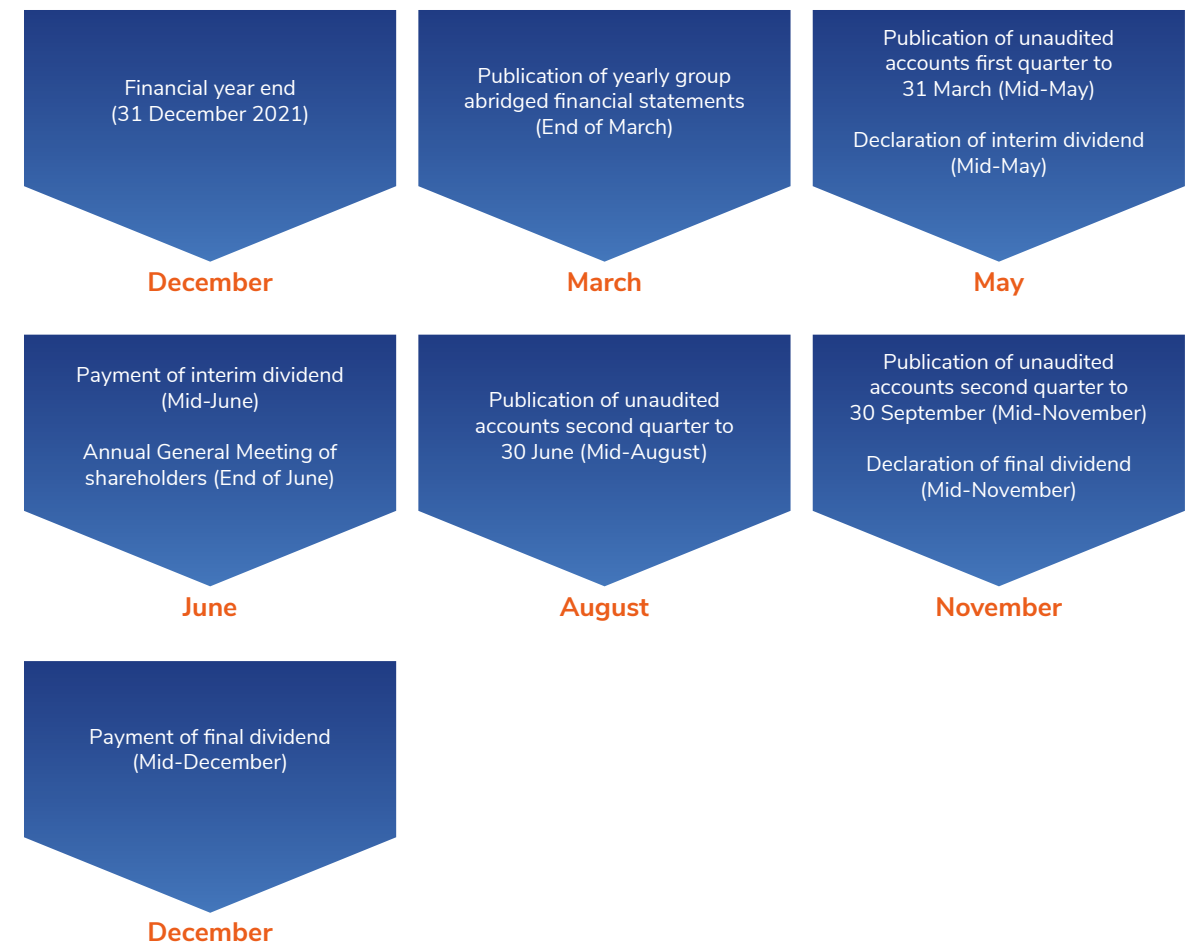 Financial year end
(31 December 2021)
December
Publication of yearly group
abridged financial statements
(End of March)
March
Publication of unaudited
accounts first quarter to
31 March (Mid-May)
Declaration of interim dividend
(Mid-May)
May
Payment of interim dividend
(Mid-June)
Annual General Meeting of
shareholders (End of June)
June
Publication of unaudited
accounts second quarter to
30 June (Mid-August)
August
Publication of unaudited
accounts second quarter to
30 September (Mid-November)
Declaration of final dividend
(Mid-November)
November
Payment of final dividend
(Mid-December)
December